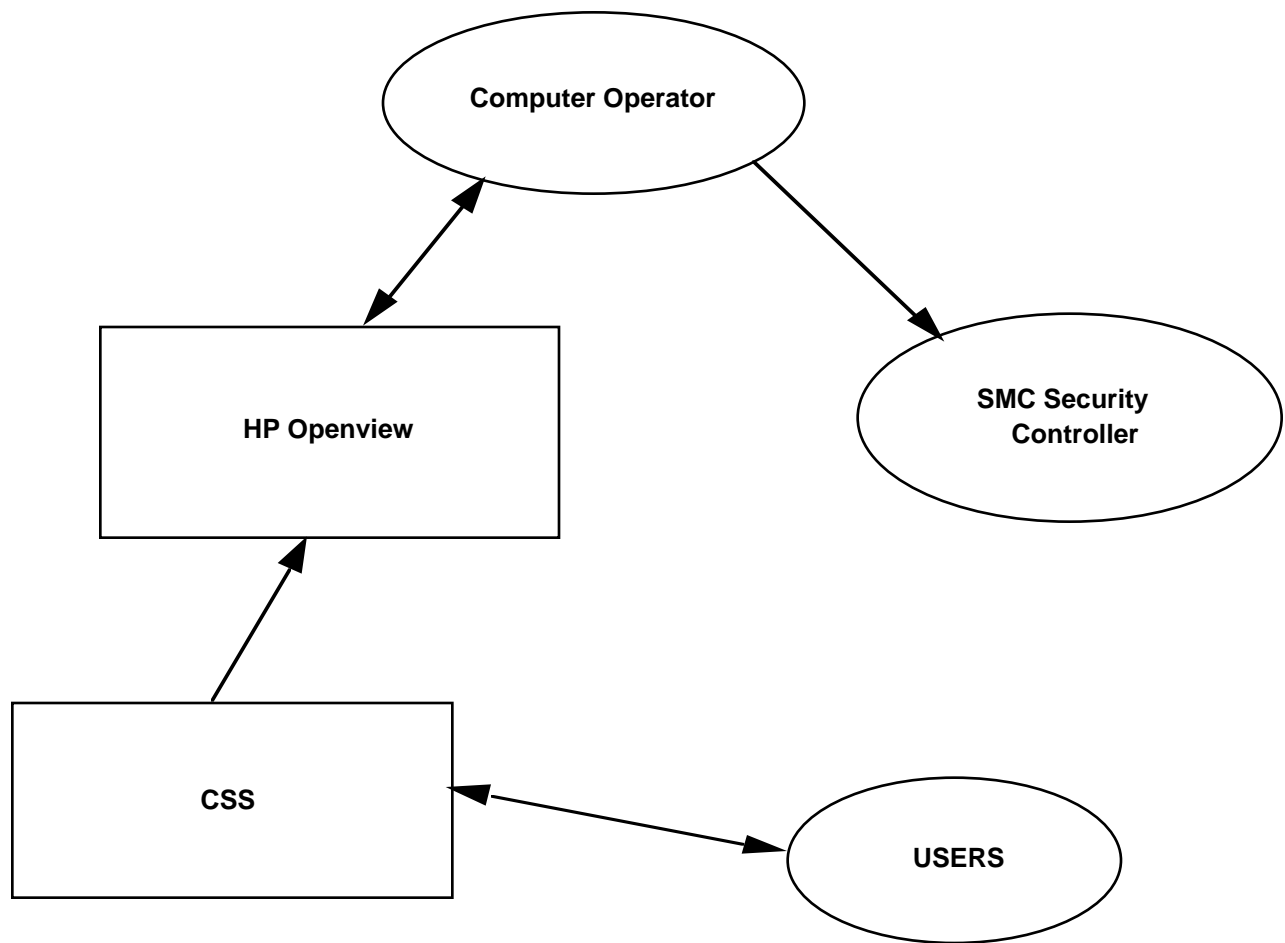 Computer Operator
HP Openview
SMC Security
Controller
CSS
USERS